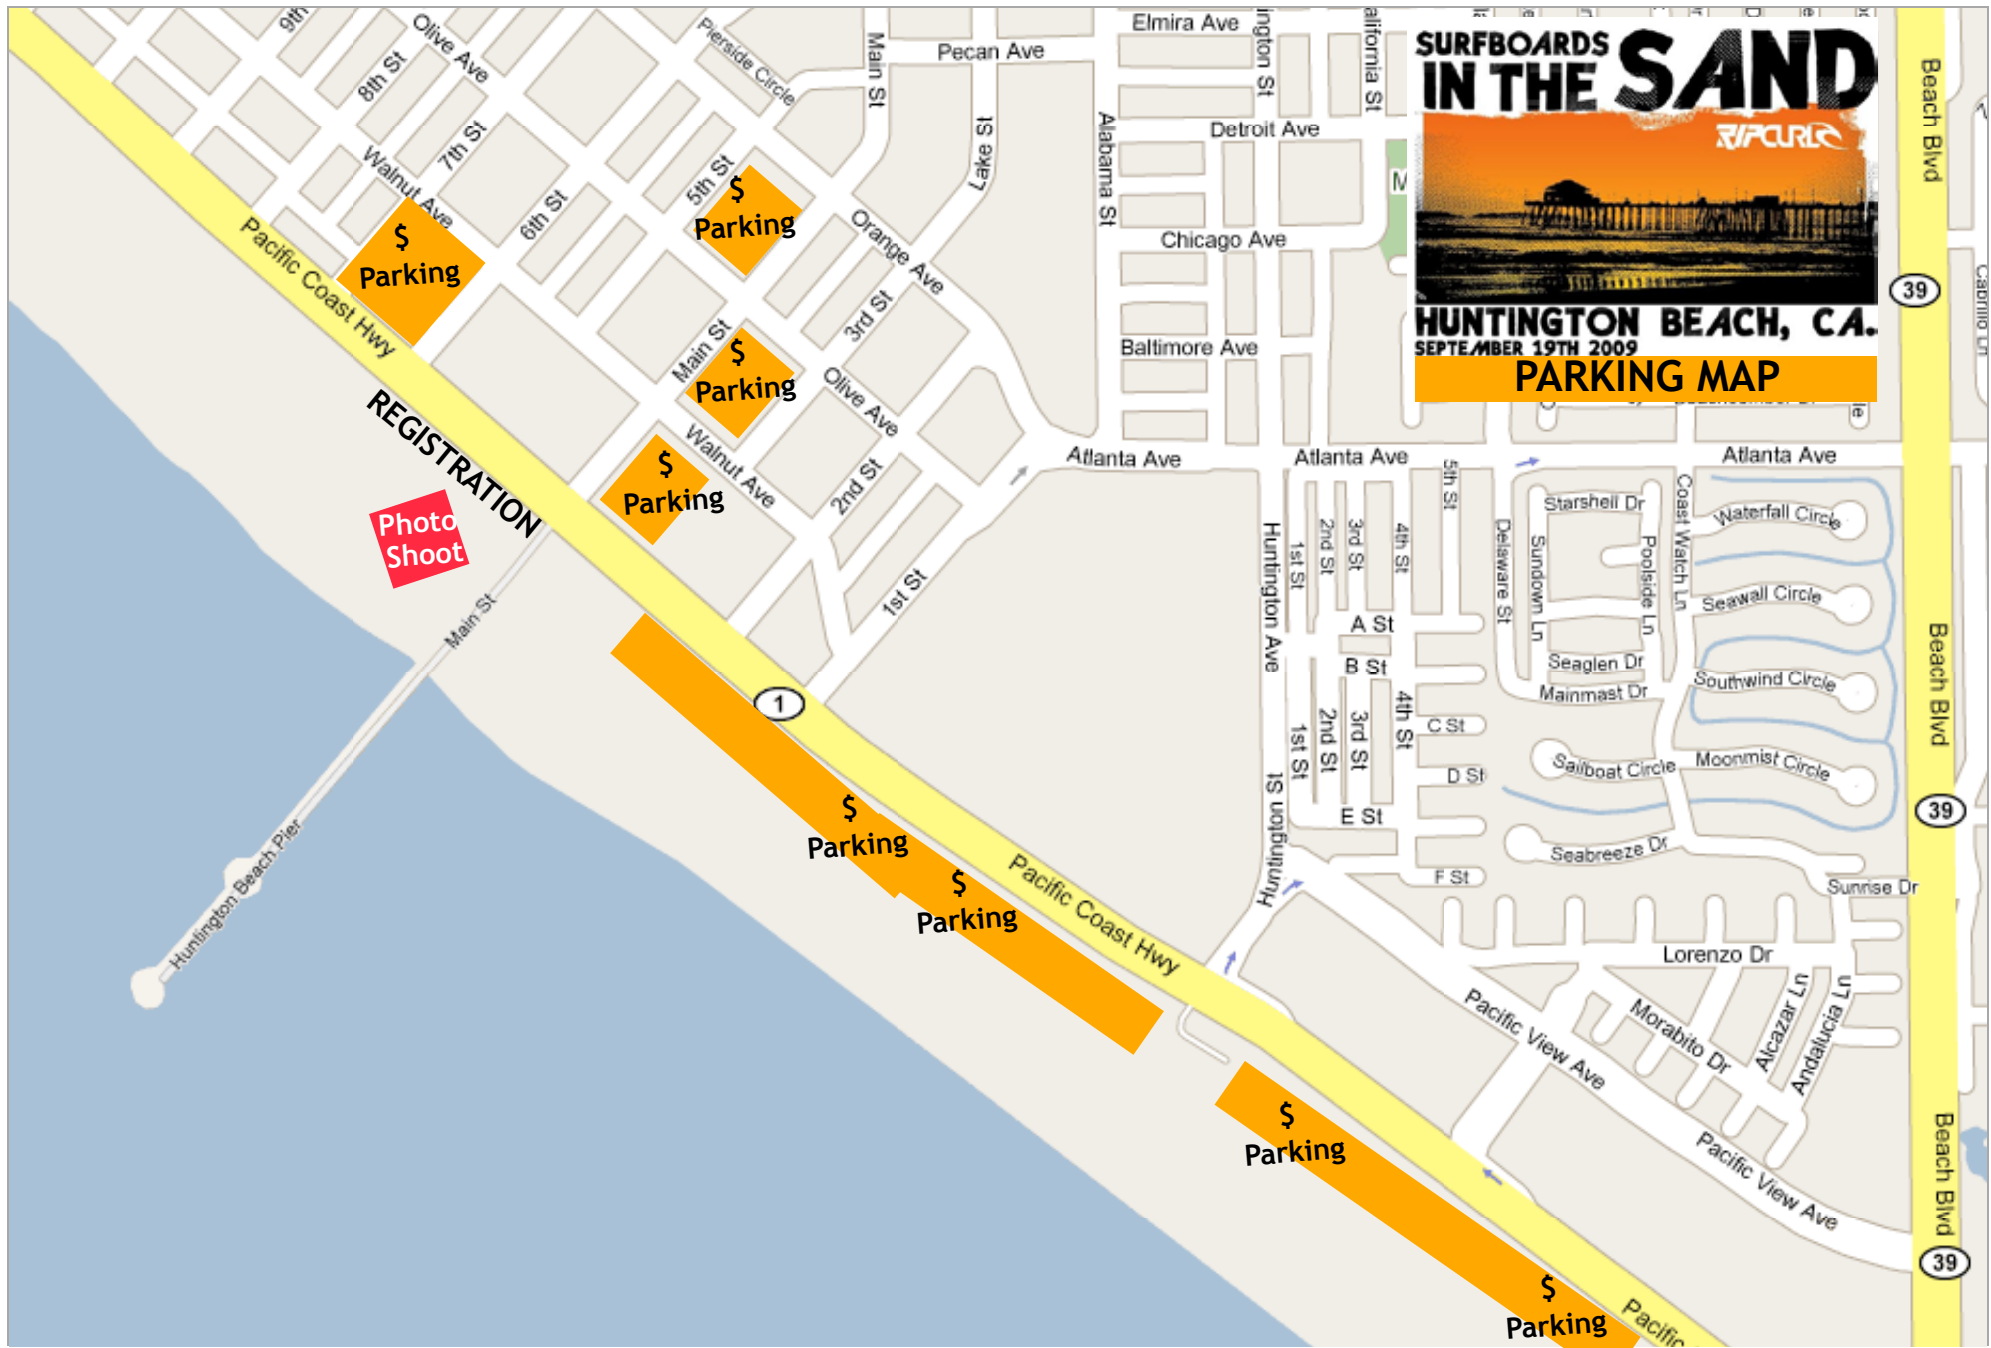 SURFBOARDS
IN THE SAND
RIPCURL
HUNTINGTON BEACH, CA.
SEPTEMBER 19TH 2009
PARKING MAP
9th
Olive Ave
8th St
7th St
Walnut Ave
6th St
Pierside Circle
Main St
Pecan Ave
Lake St
Elmira Ave
Alabama St
Detroit Ave
Chicago Ave
Baltimore Ave
Beach Blvd
39
5th St
$
Parking
$
Parking
Orange Ave
3rd St
Main St
$
Parking
Olive Ave
Walnut Ave
2nd St
$
Parking
1st St
Pacific Coast Hwy
REGISTRATION
Photo
Shoot
Main St
Huntington Beach Pier
1
$
Parking
$
Parking
Pacific Coast Hwy
$
Parking
$
Parking
Pacific
Atlanta Ave
Atlanta Ave
Atlanta Ave
Huntington Ave
1st St
2nd St
3rd St
4th St
5th St
A St
B St
1st St
2nd St
3rd St
4th St
C St
D St
E St
F St
Huntington St
Delaware St
Sundown Ln
Starshell Dr
Poolside Ln
Coast Watch Ln
Seaglen Dr
Mainmast Dr
Waterfall Circle
Seawall Circle
Southwind Circle
Moonmist Circle
Sailboat Circle
Seabreeze Dr
Sunrise Dr
Beach Blvd
39
Lorenzo Dr
Morabito Dr
Alcazar Ln
Andalucia Ln
Pacific View Ave
Pacific View Ave
Beach Blvd
39